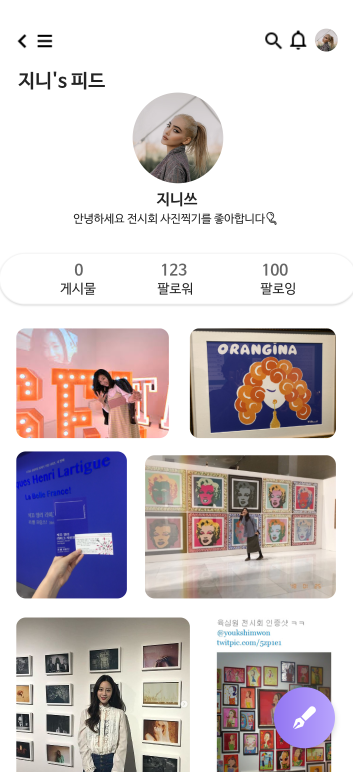 지니's 피드
지니쓰
안녕하세요 전시회 사진찍기를 좋아합니다
0 123 100
게시물 팔로워 팔로잉
ORANGINA
ques Henri Lartigue
La Belle France!
육심원 전시회 인증샷 ㅋㅋ
@youkshimwon
twitpic.com/5zp1e1